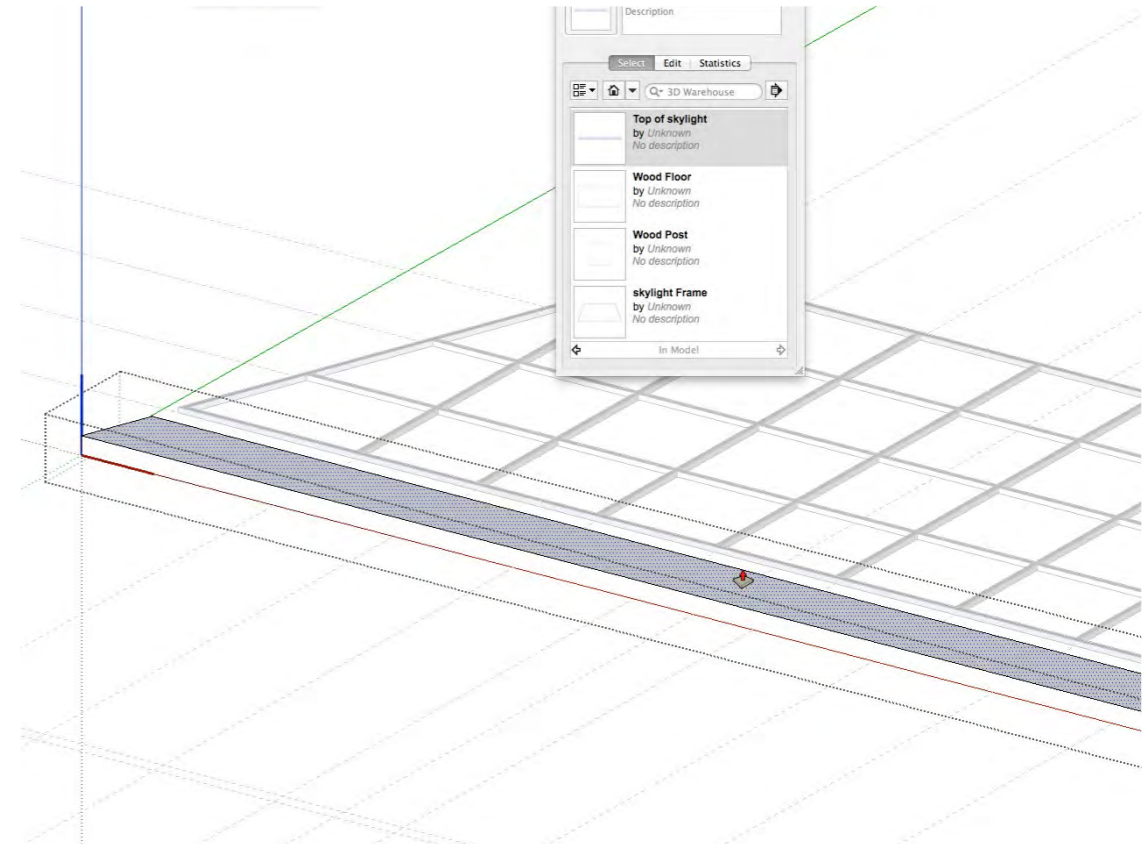 Description
Select Edit Statistics
3D Warehouse
Top of skylight
by Unknown
No description
Wood Floor
by Unknown
No description
Wood Post
by Unknown
No description
skylight Frame
by Unknown
No description
In Model